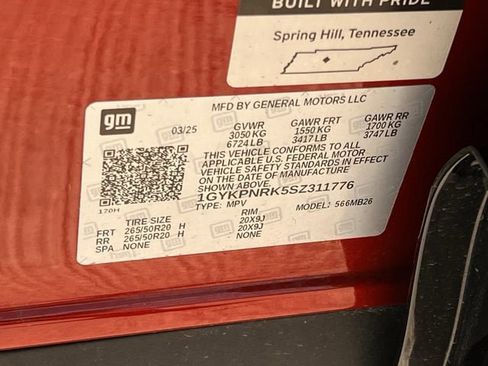 BUILT WITH PRIDE
Spring Hill, Tennessee
gm
MFD BY GENERAL MOTORS LLC
03/25 GVWR GAWR FRT GAWR RR
3050 KG 1550 KG 1700 KG
6724 LB 3417 LB 3747 LB
THIS VEHICLE CONFORMS TO ALL
APPLICABLE U.S. FEDERAL MOTOR
VEHICLE SAFETY STANDARDS IN EFFECT
ON THE DATE OF MANUFACTURE
SHOWN ABOVE.
1GYKPNRK5SZ311776
TYPE: MPV MODEL: 566MB26
170H
TIRE SIZE RIM
FRT 265/50R20 H 20X9J
RR 265/50R20 H 20X9J
SPA NONE NONE